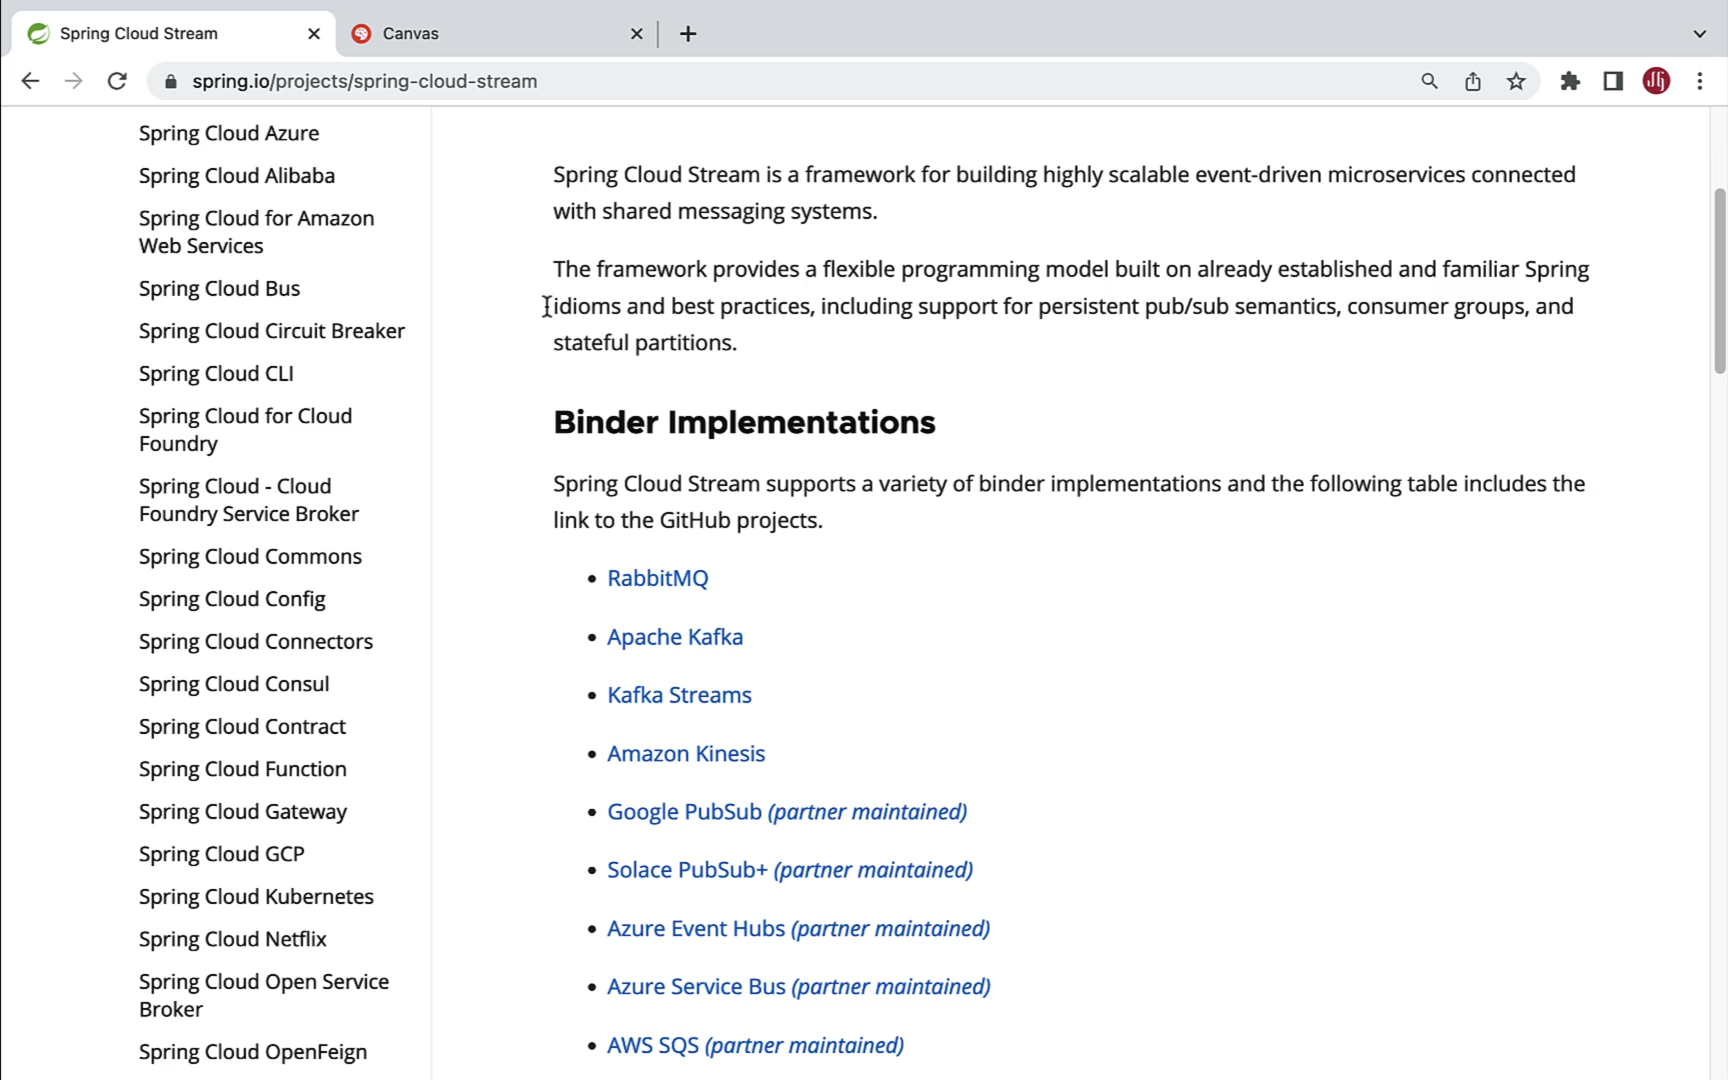 Spring Cloud Stream
Canvas
spring.io/projects/spring-cloud-stream
Spring Cloud Azure
Spring Cloud Alibaba
Spring Cloud for Amazon
Web Services
Spring Cloud Bus
Spring Cloud Circuit Breaker
Spring Cloud CLI
Spring Cloud for Cloud
Foundry
Spring Cloud - Cloud
Foundry Service Broker
Spring Cloud Commons
Spring Cloud Config
Spring Cloud Connectors
Spring Cloud Consul
Spring Cloud Contract
Spring Cloud Function
Spring Cloud Gateway
Spring Cloud GCP
Spring Cloud Kubernetes
Spring Cloud Netflix
Spring Cloud Open Service
Broker
Spring Cloud OpenFeign
Spring Cloud Stream is a framework for building highly scalable event-driven microservices connected
with shared messaging systems.
The framework provides a flexible programming model built on already established and familiar Spring
idioms and best practices, including support for persistent pub/sub semantics, consumer groups, and
stateful partitions.
Binder Implementations
Spring Cloud Stream supports a variety of binder implementations and the following table includes the
link to the GitHub projects.
• RabbitMQ
• Apache Kafka
• Kafka Streams
• Amazon Kinesis
• Google PubSub (partner maintained)
• Solace PubSub+ (partner maintained)
• Azure Event Hubs (partner maintained)
• Azure Service Bus (partner maintained)
• AWS SQS (partner maintained)